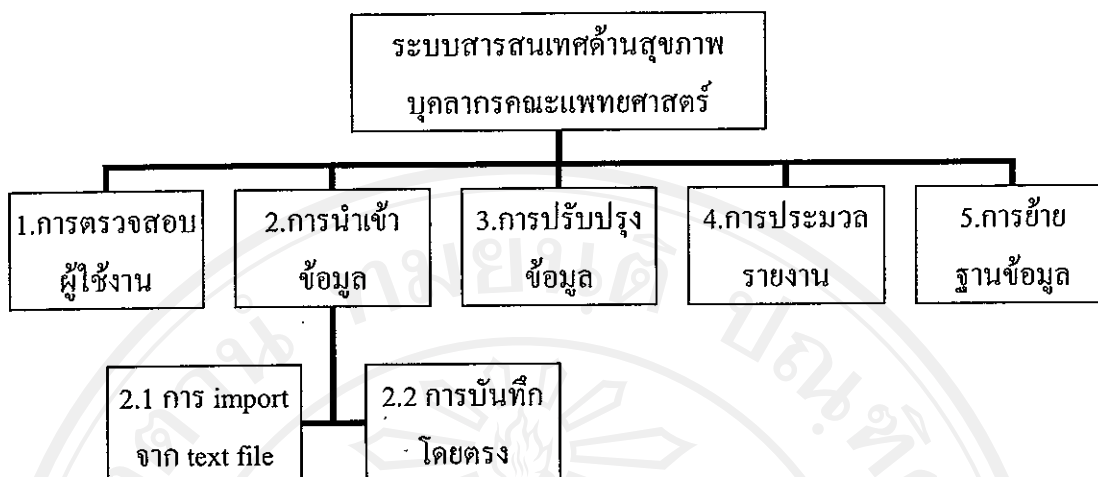 ระบบสารสนเทศด้านสุขภาพ
บุคลากรคณะแพทยศาสตร์
1.การตรวจสอบ
ผู้ใช้งาน
2.การนำเข้า
ข้อมูล
3.การปรับปรุง
ข้อมูล
4.การประมวล
รายงาน
5.การย้าย
ฐานข้อมูล
2.1 การ import
จาก text file
2.2 การบันทึก
โดยตรง